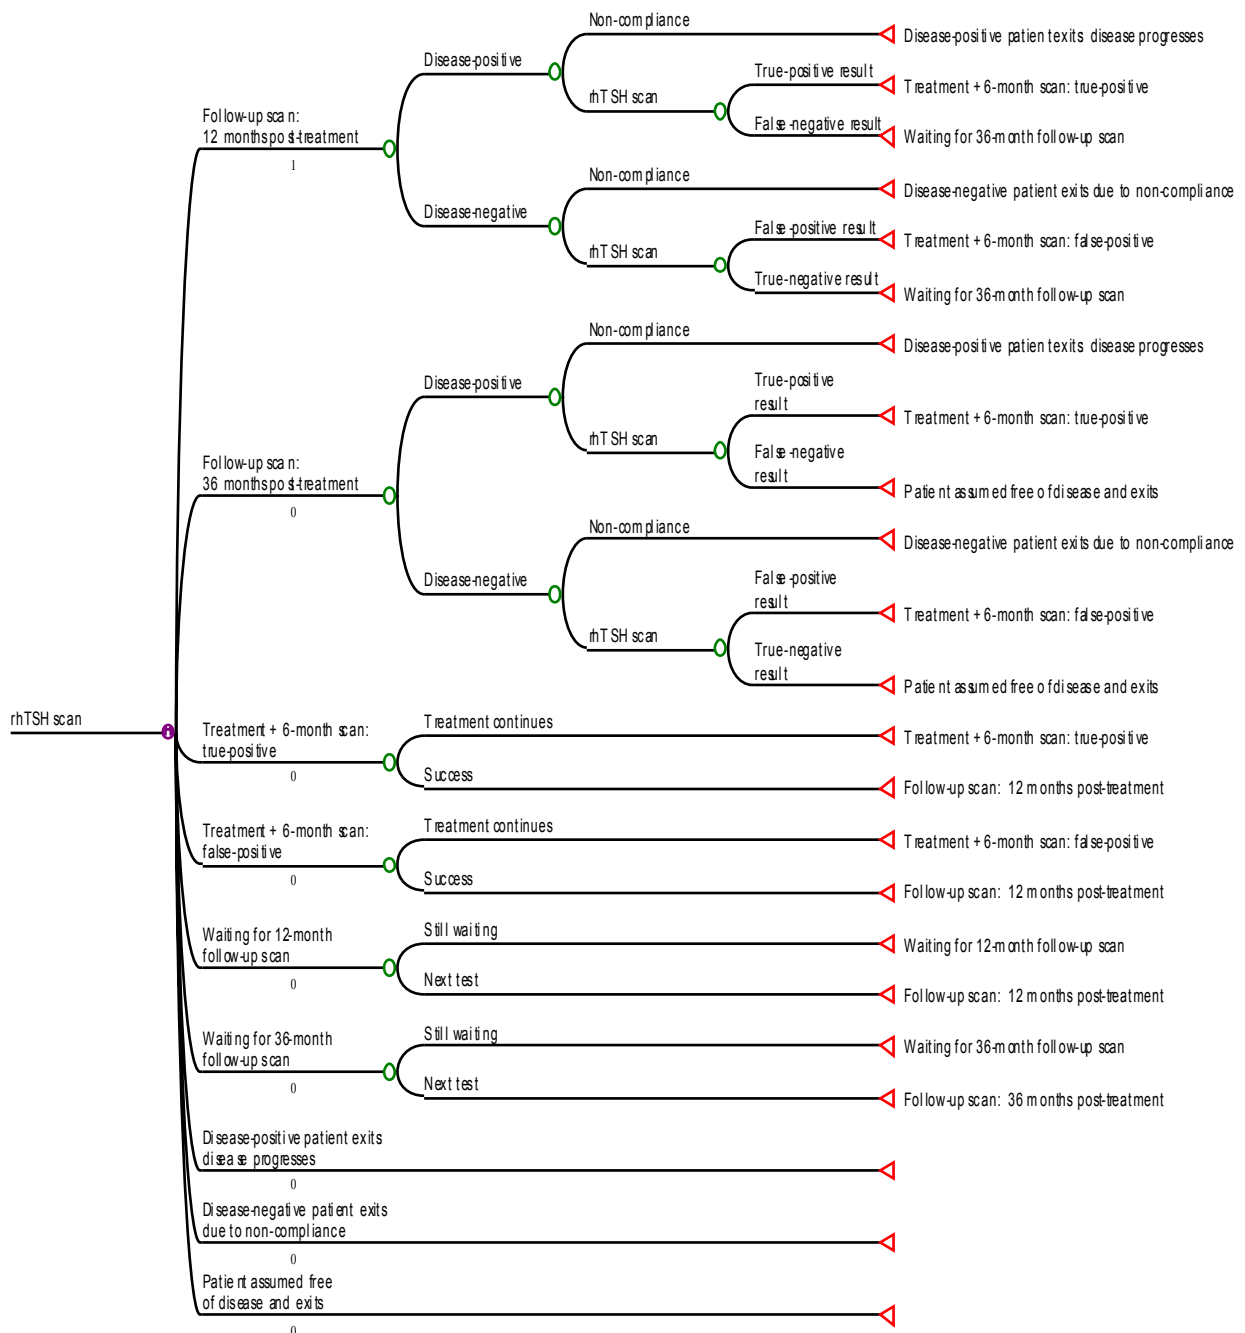 Non-compliance
Disease-positive patient exits disease progresses
Disease-positive
True-positive result
Treatment + 6-month scan: true-positive
rhTSH scan
Follow-up scan:
12 months post-treatment
False-negative result
Waiting for 36-month follow-up scan
1
Non-compliance
Disease-negative patient exits due to non-compliance
Disease-negative
False-positive result
Treatment + 6-month scan: false-positive
rhTSH scan
True-negative result
Waiting for 36-month follow-up scan
Non-compliance
Disease-positive patient exits disease progresses
Disease-positive
True-positive
result
Treatment + 6-month scan: true-positive
rhTSH scan
False-negative
result
Follow-up scan:
36 months post-treatment
Patient assumed free of disease and exits
0
Non-compliance
Disease-negative patient exits due to non-compliance
Disease-negative
False-positive
result
Treatment + 6-month scan: false-positive
rhTSH scan
True-negative
result
Patient assumed free of disease and exits
rhTSH scan
Treatment + 6-month scan:
true-positive
0
Treatment continues
Treatment + 6-month scan: true-positive
Success
Follow-up scan: 12 months post-treatment
Treatment + 6-month scan:
false-positive
0
Treatment continues
Treatment + 6-month scan: false-positive
Success
Follow-up scan: 12 months post-treatment
Waiting for 12-month
follow-up scan
0
Still waiting
Waiting for 12-month follow-up scan
Next test
Follow-up scan: 12 months post-treatment
Waiting for 36-month
follow-up scan
0
Still waiting
Waiting for 36-month follow-up scan
Next test
Follow-up scan: 36 months post-treatment
Disease-positive patient exits
disease progresses
0
Disease-negative patient exits
due to non-compliance
0
Patient assumed free
of disease and exits
0